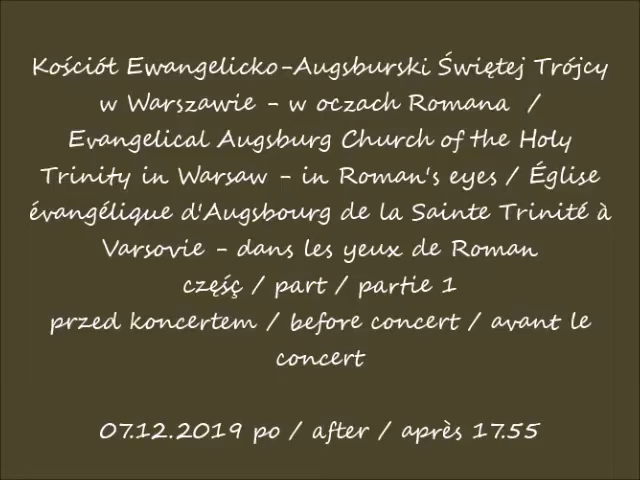 Kościół Ewangelicko-Augsburski Świętej Trójcy
w Warszawie - w oczach Romana /
Evangelical Augsburg Church of the Holy
Trinity in Warsaw - in Roman's eyes / Église
évangélique d'Augsbourg de la Sainte Trinité à
Varsovie - dans les yeux de Roman
częśç / part / partie 1
przed koncertem / before concert / avant le
concert
07.12.2019 po / after / après 17.55